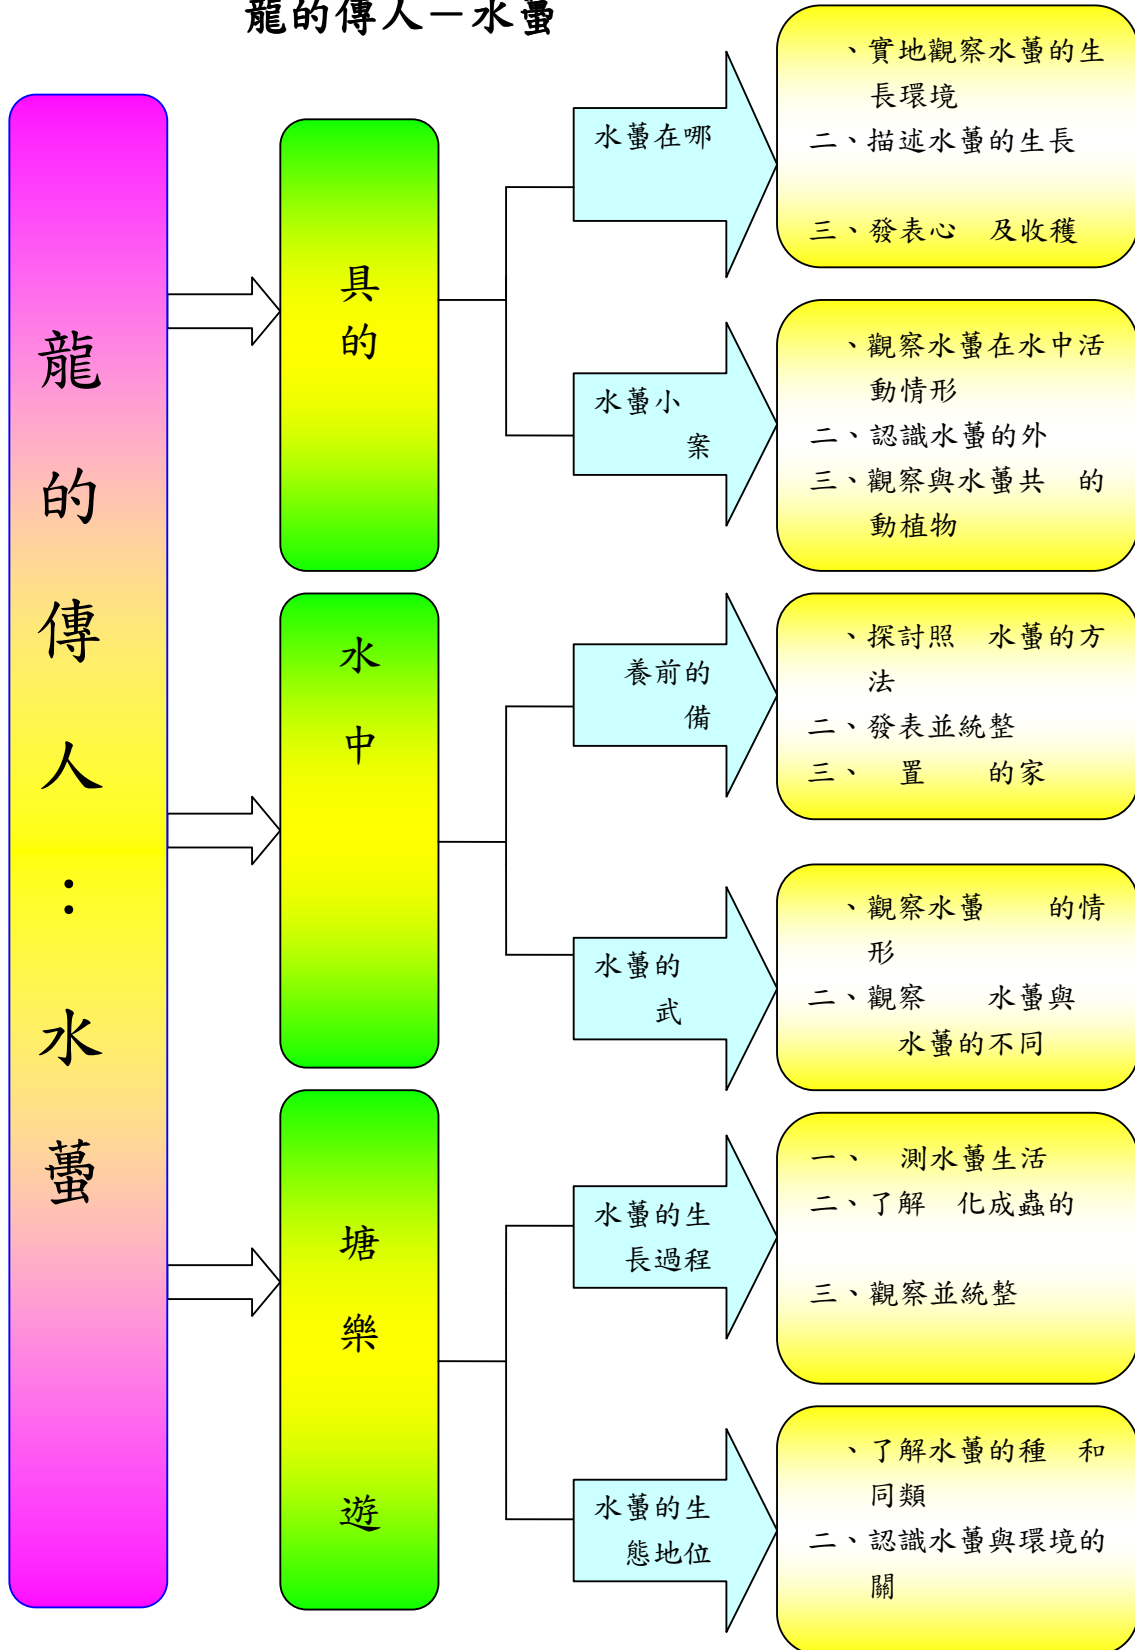 龍的傳人－水蠆
龍
的
傳
人
：
水
蠆
具
的
水蠆在哪
、實地觀察水蠆的生
長環境
二、描述水蠆的生長
三、發表心　及收穫
水蠆小
案
、觀察水蠆在水中活
動情形
二、認識水蠆的外
三、觀察與水蠆共　的
動植物
水
中
養前的
備
、探討照　水蠆的方
法
二、發表並統整
三、　置　　的家
水蠆的
武
、觀察水蠆　　的情
形
二、觀察　　水蠆與
水蠆的不同
塘
樂
遊
水蠆的生
長過程
一、　測水蠆生活
二、了解　化成蟲的
三、觀察並統整
水蠆的生
態地位
、了解水蠆的種　和
同類
二、認識水蠆與環境的
關